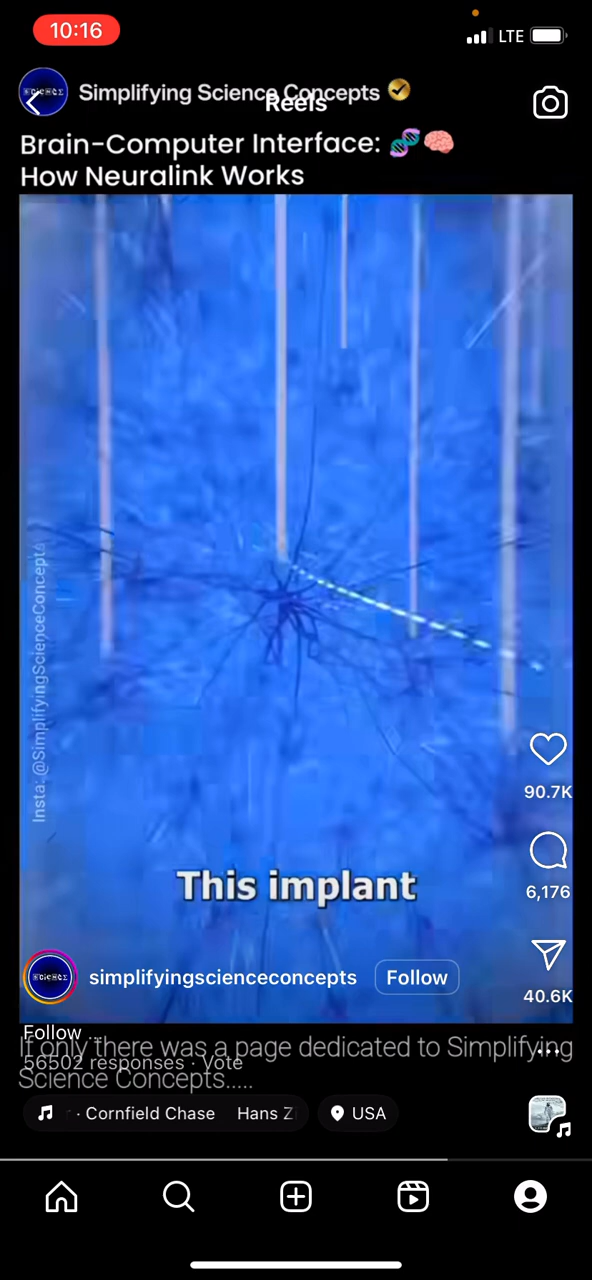 10:16
LTE
Simplifying Science Concepts
Reels
Brain-Computer Interface: 🧬🧠
How Neuralink Works
Insta: @SimplifyingScienceConcepts
90.7K
6,176
This implant
simplifyingscienceconcepts
Follow
40.6K
Follow ...
If only there was a page dedicated to Simplifying
56502 responses · Vote
Science Concepts.....
· Cornfield Chase Hans Z
USA